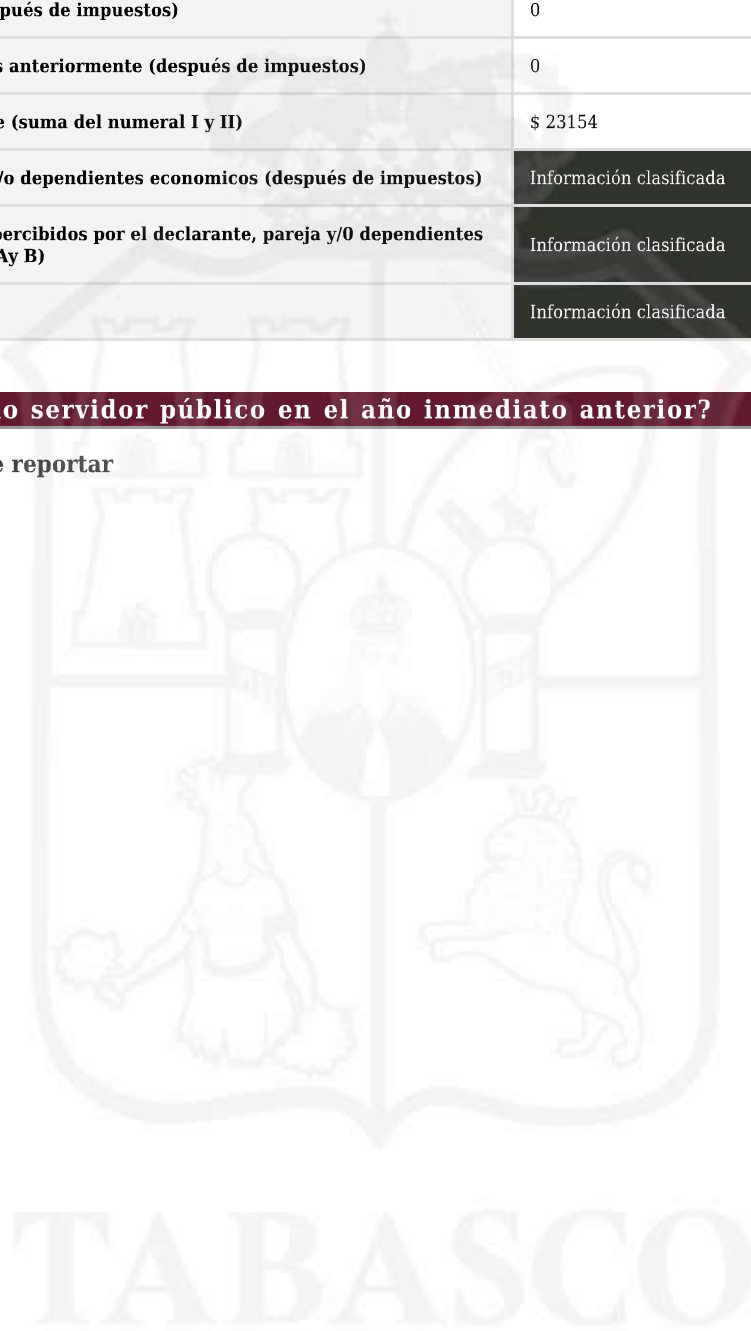 pués de impuestos)
0
s anteriormente (después de impuestos)
0
e (suma del numeral I y II)
$ 23154
/o dependientes economicos (después de impuestos)
Información clasificada
percibidos por el declarante, pareja y/0 dependientes
Ay B)
Información clasificada
Información clasificada
o servidor público en el año inmediato anterior?
e reportar
TABASCO